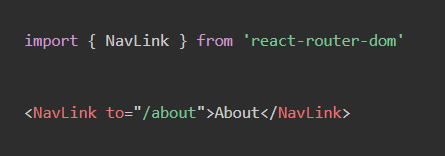 import { NavLink } from 'react-router-dom'
<NavLink to="/about">About</NavLink>